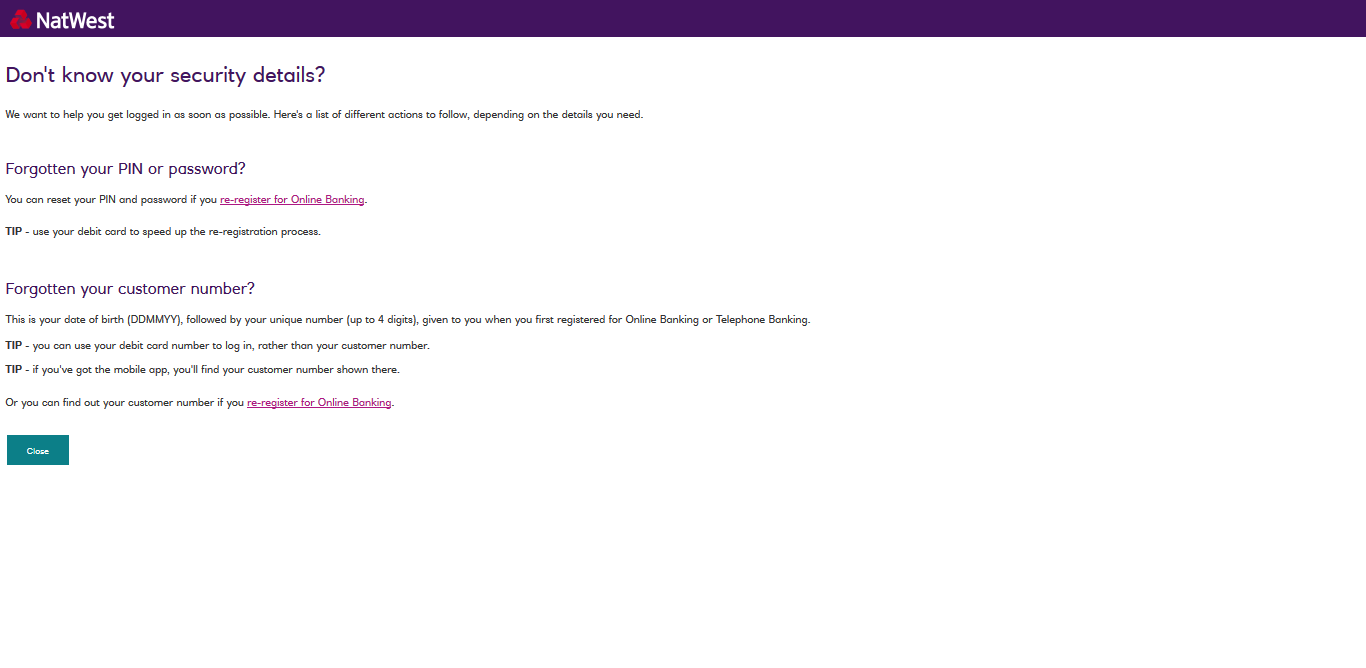 NatWest
Don't know your security details?
We want to help you get logged in as soon as possible. Here's a list of different actions to follow, depending on the details you need.
Forgotten your PIN or password?
You can reset your PIN and password if you re-register for Online Banking.
TIP - use your debit card to speed up the re-registration process.
Forgotten your customer number?
This is your date of birth (DDMMYY), followed by your unique number (up to 4 digits), given to you when you first registered for Online Banking or Telephone Banking.
TIP - you can use your debit card number to log in, rather than your customer number.
TIP - if you've got the mobile app, you'll find your customer number shown there.
Or you can find out your customer number if you re-register for Online Banking.
Close